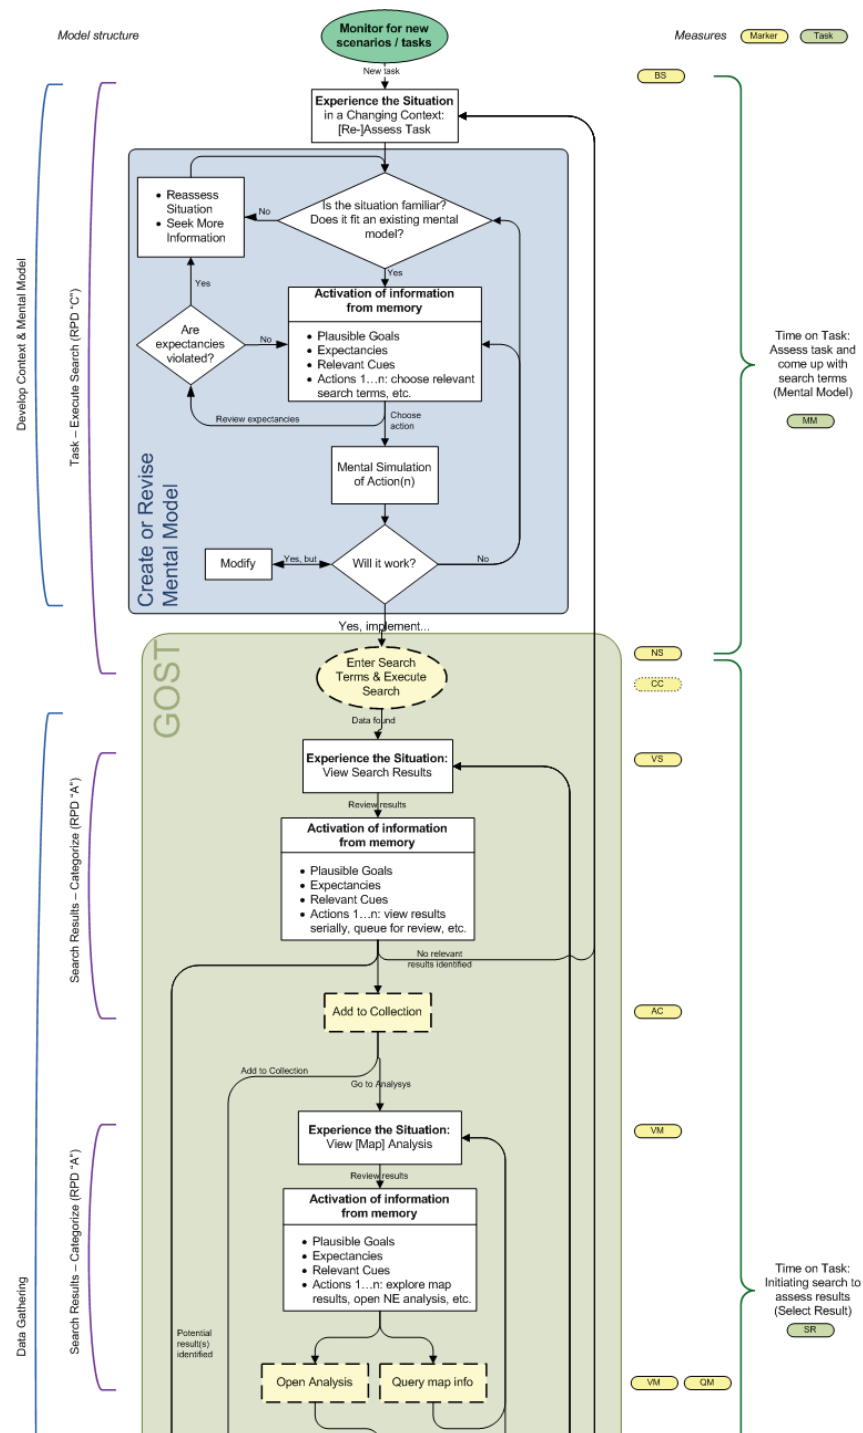 Model structure
Monitor for new
scenarios / tasks
Measures
Marker
Task
New task
BS
Experience the Situation
in a Changing Context:
[Re-]Assess Task
Reassess
Situation
Seek More
Information
No
Is the situation familiar?
Does it fit an existing mental
model?
Yes
Yes
Activation of information
from memory
Plausible Goals
Expectancies
Relevant Cues
Actions 1…n: choose relevant
search terms, etc.
Are
expectancies
violated?
No
Review expectancies
Choose
action
Mental Simulation
of Action(n)
Modify
Yes, but
Will it work?
No
Create or Revise
Mental Model
Develop Context & Mental Model
Task – Execute Search (RPD "C")
Time on Task:
Assess task and
come up with
search terms
(Mental Model)
MM
Yes, implement...
GOST
Enter Search
Terms & Execute
Search
NS
CC
Data found
Experience the Situation:
View Search Results
VS
Review results
Activation of information
from memory
Plausible Goals
Expectancies
Relevant Cues
Actions 1…n: view results
serially, queue for review, etc.
Search Results – Categorize (RPD "A")
No relevant
results identified
Add to Collection
AC
Add to Collection
Go to Analysys
Experience the Situation:
View [Map] Analysis
VM
Review results
Activation of information
from memory
Plausible Goals
Expectancies
Relevant Cues
Actions 1…n: explore map
results, open NE analysis, etc.
Search Results – Categorize (RPD "A")
Data Gathering
Time on Task:
Initiating search to
assess results
(Select Result)
SR
Potential
result(s)
identified
Open Analysis
Query map info
VM
QM